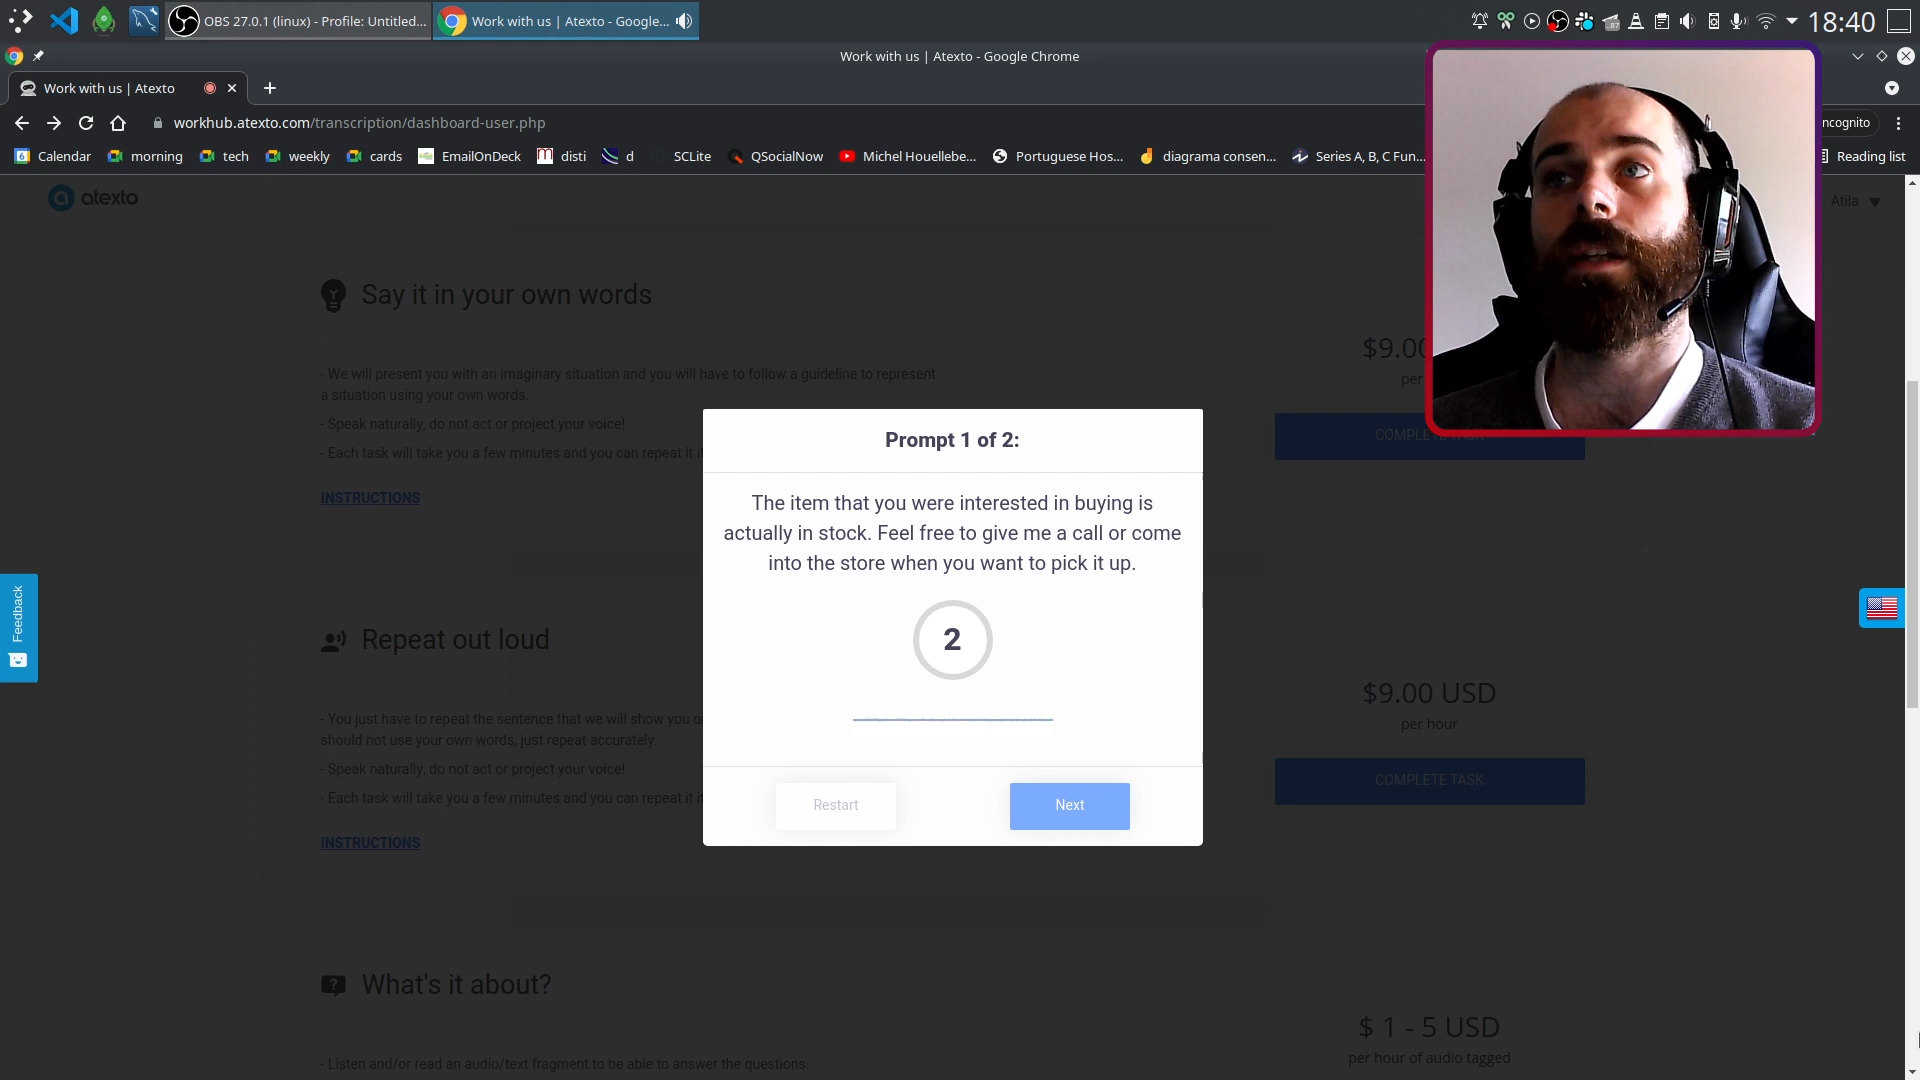 OBS 27.0.1 (linux) - Profile: Untitled...
Work with us | Atexto - Google...
87
18:40
Work with us | Atexto - Google Chrome
Work with us | Atexto
workhub.atexto.com/transcription/dashboard-user.php
ncognito
6 Calendar
morning
tech
weekly
cards
EmailOnDeck
disti
d
SCLite
QSocialNow
Michel Houellebe...
Portuguese Hos...
diagrama consen...
Series A, B, C Fun...
Reading list
a atexto
Atila
Say it in your own words
- We will present you with an imaginary situation and you will have to follow a guideline to represent
a situation using your own words.
- Speak naturally, do not act or project your voice!
- Each task will take you a few minutes and you can repeat it i
INSTRUCTIONS
$9.00
per
COMPLETE TASK
Prompt 1 of 2:
The item that you were interested in buying is
actually in stock. Feel free to give me a call or come
into the store when you want to pick it up.
2
Restart
Next
Feedback
Repeat out loud
- You just have to repeat the sentence that we will show you o
should not use your own words, just repeat accurately.
- Speak naturally, do not act or project your voice!
- Each task will take you a few minutes and you can repeat it i
INSTRUCTIONS
$9.00 USD
per hour
COMPLETE TASK
What's it about?
- Listen and/or read an audio/text fragment to be able to answer the questions.
$ 1 - 5 USD
per hour of audio tagged